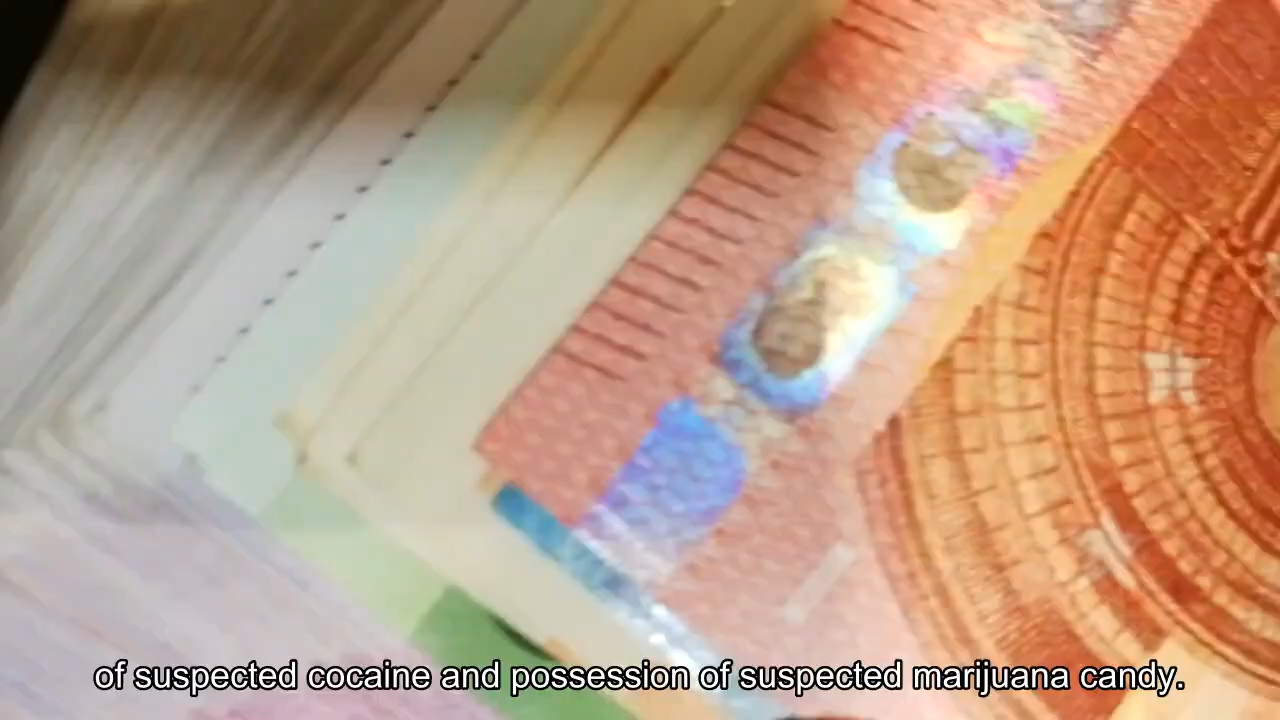 of suspected cocaine and possession of suspected marijuana candy.